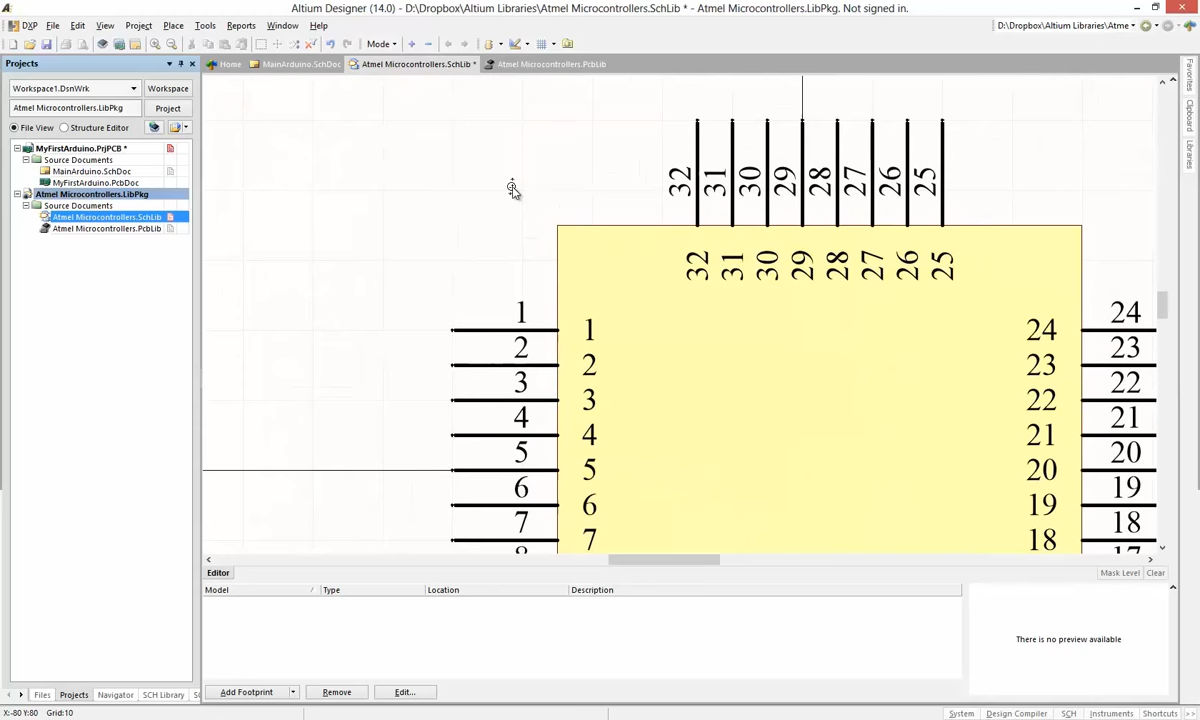 Altium Designer (14.0) - D:\Dropbox\Altium Libraries\Atmel Microcontrollers.SchLib * - Atmel Microcontrollers.LibPkg. Not signed in.
DXP File Edit View Project Place Tools Reports Window Help
D:\Dropbox\Altium Libraries\Atme
Mode
Projects
Home MainArduino.SchDoc Atmel Microcontrollers.SchLib * Atmel Microcontrollers.PcbLib
Workspace1.DsnWrk Workspace
Atmel Microcontrollers.LibPkg Project
File View Structure Editor
MyFirstArduino.PrjPCB *
Source Documents
MainArduino.SchDoc
MyFirstArduino.PcbDoc
Atmel Microcontrollers.LibPkg
Source Documents
Atmel Microcontrollers.SchLib
Atmel Microcontrollers.PcbLib
32 31 30 29 28 27 26 25
32 31 30 29 28 27 26 25
1 1 24 24
2 2 23 23
3 3 22 22
4 4 21 21
5 5 20 20
6 6 19 19
7 7 18 18
8 17
Favorites
Clipboard
Libraries
Editor Mask Level Clear
Model / Type Location Description
There is no preview available
Add Footprint Remove Edit...
Files Projects Navigator SCH Library SC
X:-80 Y:80 Grid:10 System Design Compiler SCH Instruments Shortcuts >>